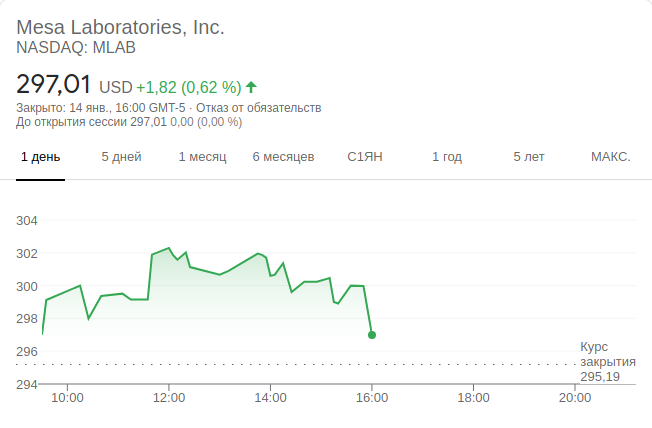 Mesa Laboratories, Inc.
NASDAQ: MLAB
297,01 USD +1,82 (0,62 %)
Закрыто: 14 янв., 16:00 GMT-5 · Отказ от обязательств
До открытия сессии 297,01 0,00 (0,00 %)
1 день 5 дней 1 месяц 6 месяцев С1ЯН 1 год 5 лет МАКС.
304
302
300
298
296
294
Курс
закрытия
295,19
10:00 12:00 14:00 16:00 18:00 20:00